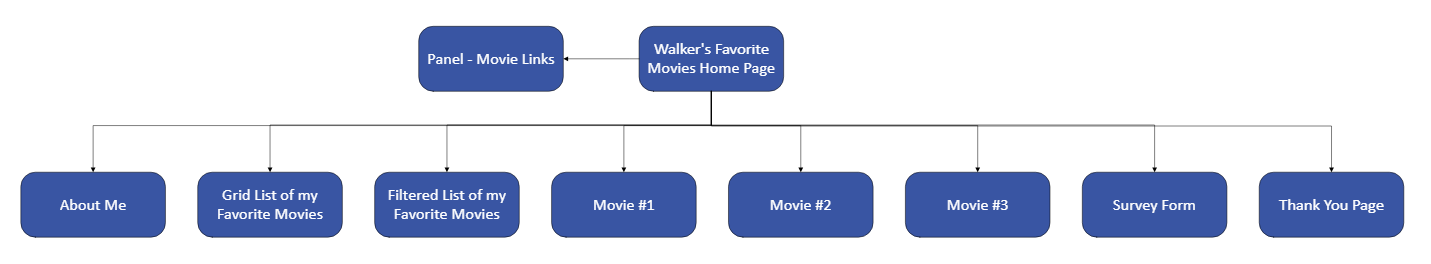 Panel - Movie Links
Walker's Favorite
Movies Home Page
About Me
Grid List of my
Favorite Movies
Filtered List of my
Favorite Movies
Movie #1
Movie #2
Movie #3
Survey Form
Thank You Page